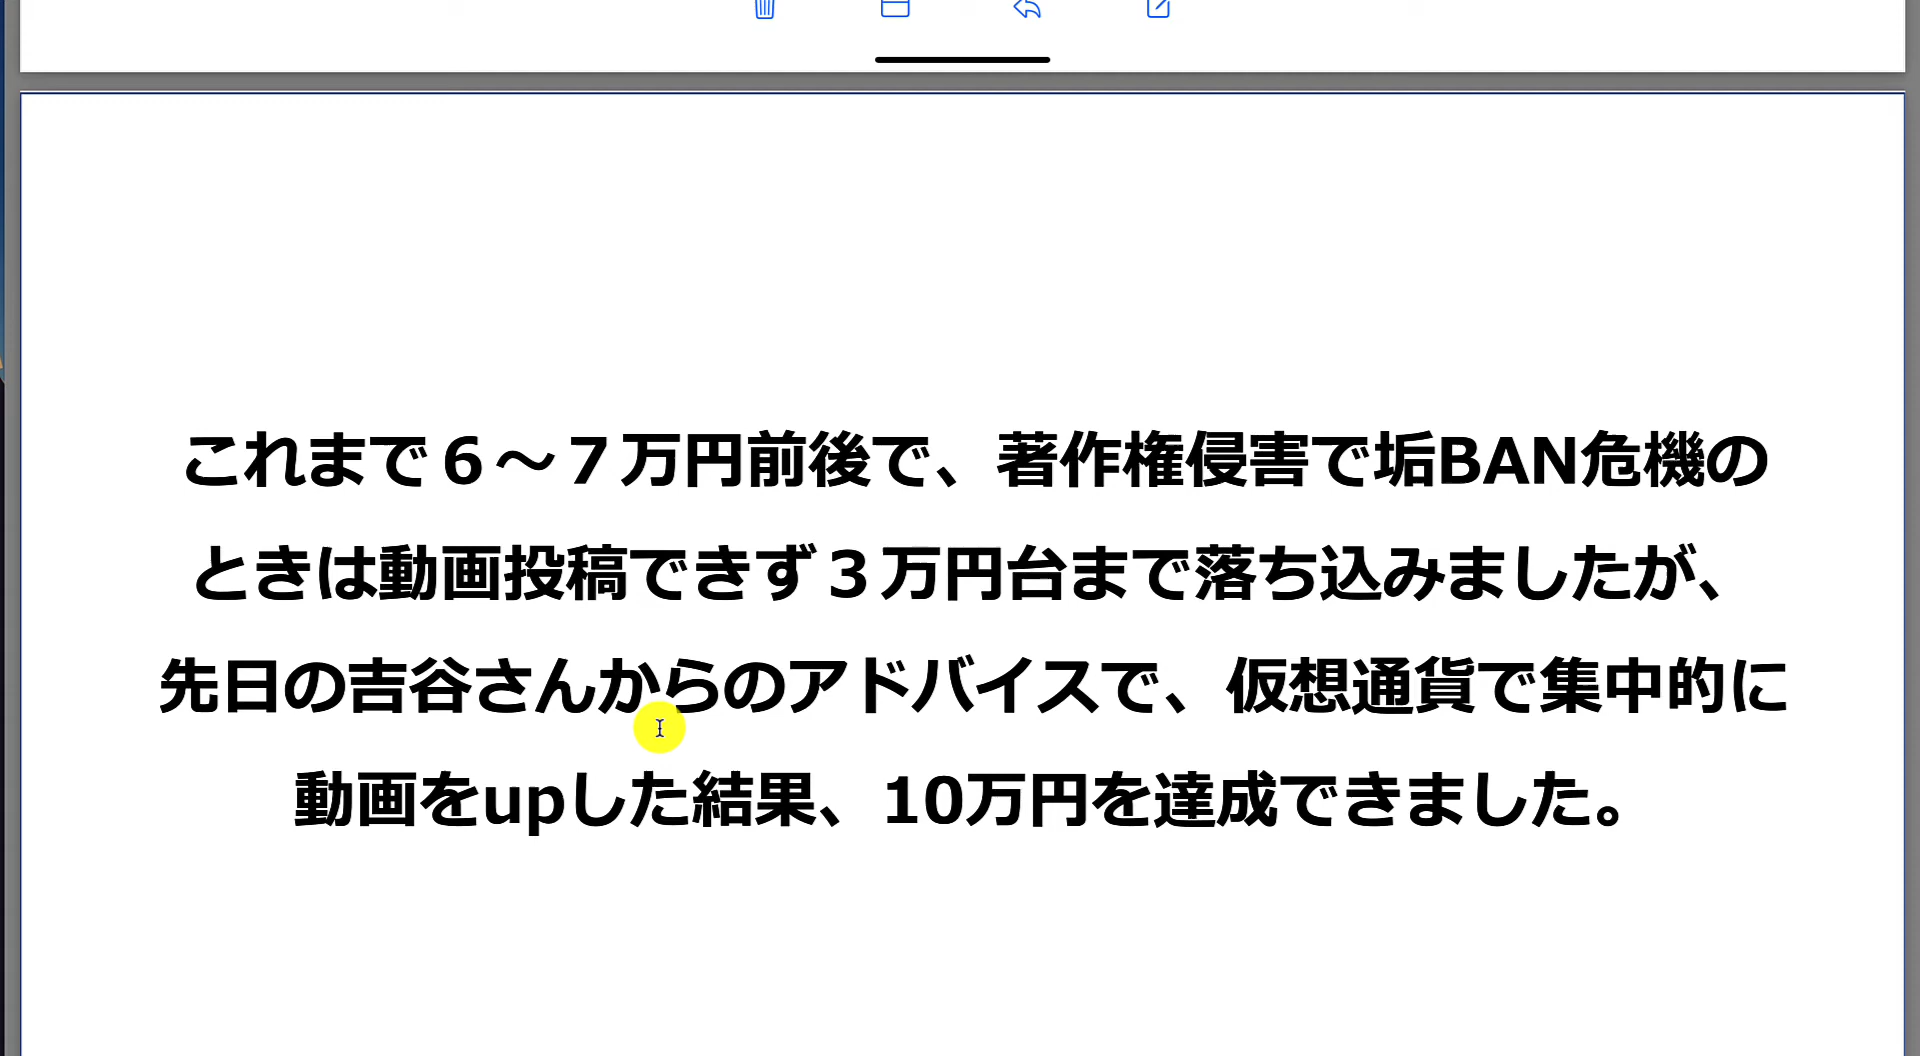 これまで６～７万円前後で、著作権侵害で垢BAN危機の
ときは動画投稿できず３万円台まで落ち込みましたが、
先日の吉谷さんからのアドバイスで、仮想通貨で集中的に
動画をupした結果、10万円を達成できました。